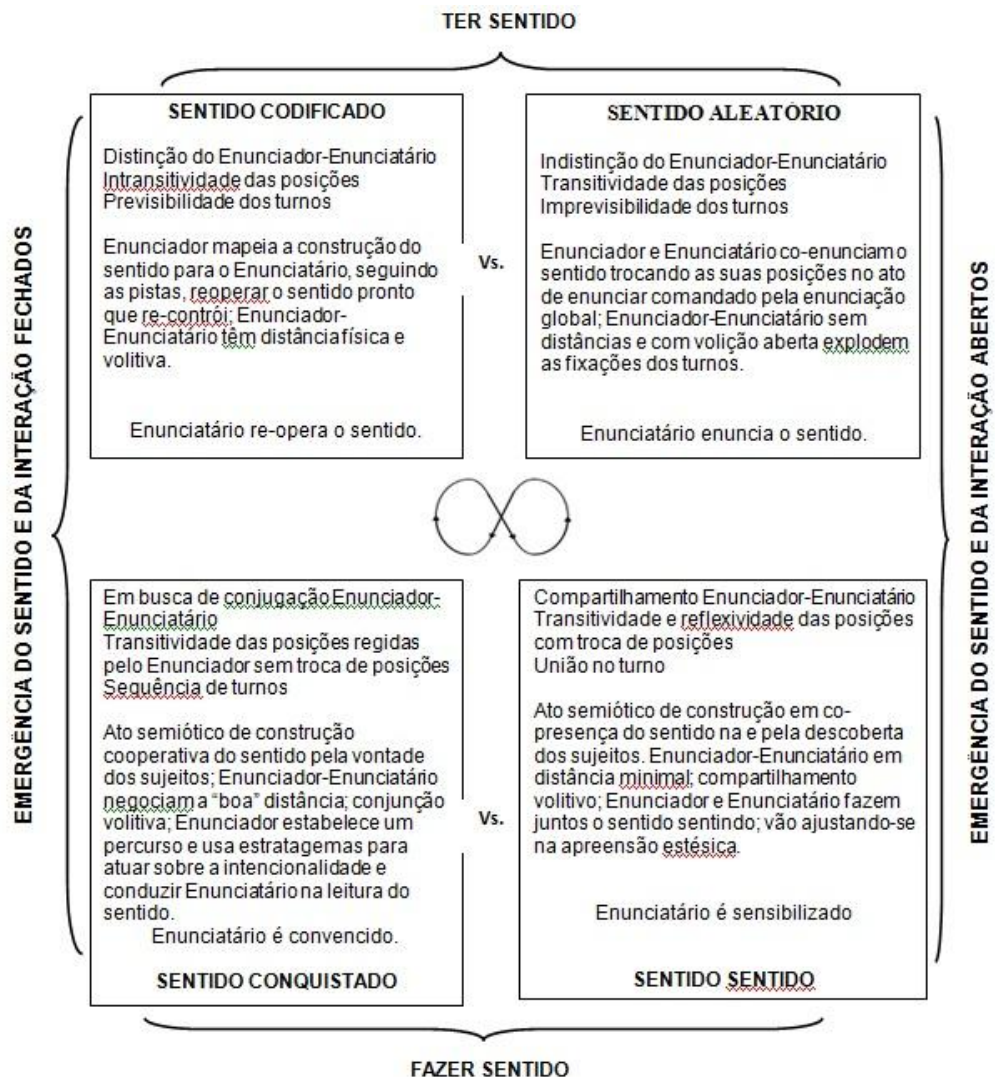 TER SENTIDO
SENTIDO CODIFICADO
Distinção do Enunciador-Enunciatário
Intransitividade das posições
Previsibilidade dos turnos
Enunciador mapeia a construção do
sentido para o Enunciatário, seguindo
as pistas, reoperar o sentido pronto
que re-contrói; Enunciador-
Enunciatário têm distância física e
volitiva.
Enunciatário re-opera o sentido.
Vs.
SENTIDO ALEATÓRIO
Indistinção do Enunciador-Enunciatário
Transitividade das posições
Imprevisibilidade dos turnos
Enunciador e Enunciatário co-enunciam o
sentido trocando as suas posições no ato
de enunciar comandado pela enunciação
global; Enunciador-Enunciatário sem
distâncias e com volição aberta explodem
as fixações dos turnos.
Enunciatário enuncia o sentido.
EMERGÊNCIA DO SENTIDO E DA INTERAÇÃO FECHADOS
EMERGÊNCIA DO SENTIDO E DA INTERAÇÃO ABERTOS
Em busca de conjugação Enunciador-
Enunciatário
Transitividade das posições regidas
pelo Enunciador sem troca de posições
Sequência de turnos
Ato semiótico de construção
cooperativa do sentido pela vontade
dos sujeitos; Enunciador-Enunciatário
negociam a “boa” distância; conjunção
volitiva; Enunciador estabelece um
percurso e usa estratagemas para
atuar sobre a intencionalidade e
conduzir Enunciatário na leitura do
sentido.
Enunciatário é convencido.
SENTIDO CONQUISTADO
Vs.
Compartilhamento Enunciador-Enunciatário
Transitividade e reflexividade das posições
com troca de posições
União no turno
Ato semiótico de construção em co-
presença do sentido na e pela descoberta
dos sujeitos. Enunciador-Enunciatário em
distância minimal; compartilhamento
volitivo; Enunciador e Enunciatário fazem
juntos o sentido sentindo; vão ajustando-se
na apreensão estésica.
Enunciatário é sensibilizado
SENTIDO SENTIDO
FAZER SENTIDO